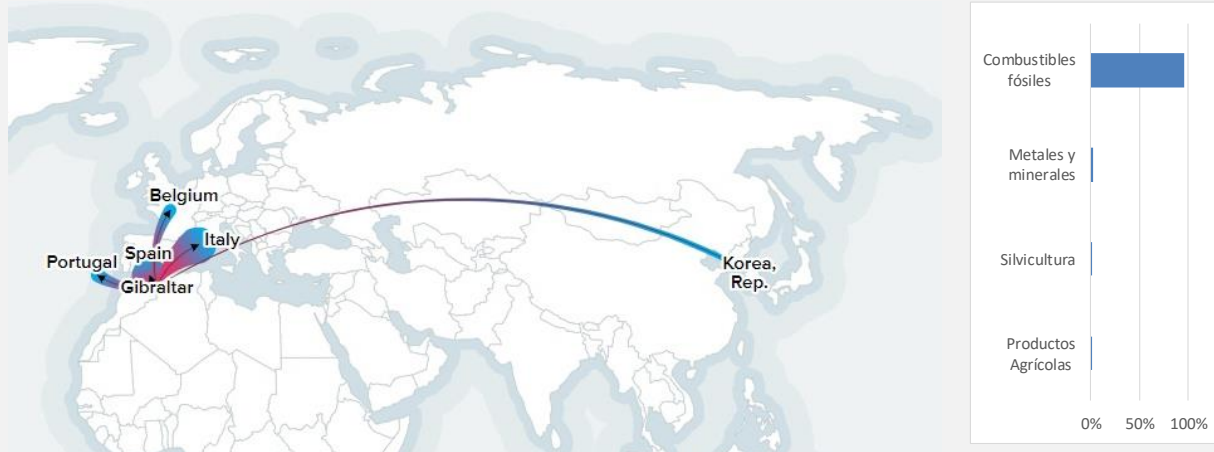 Belgium
Italy
Spain
Portugal
Gibraltar
Korea,
Rep.
Combustibles
fósiles
Metales y
minerales
Silvicultura
Productos
Agrícolas
0% 50% 100%